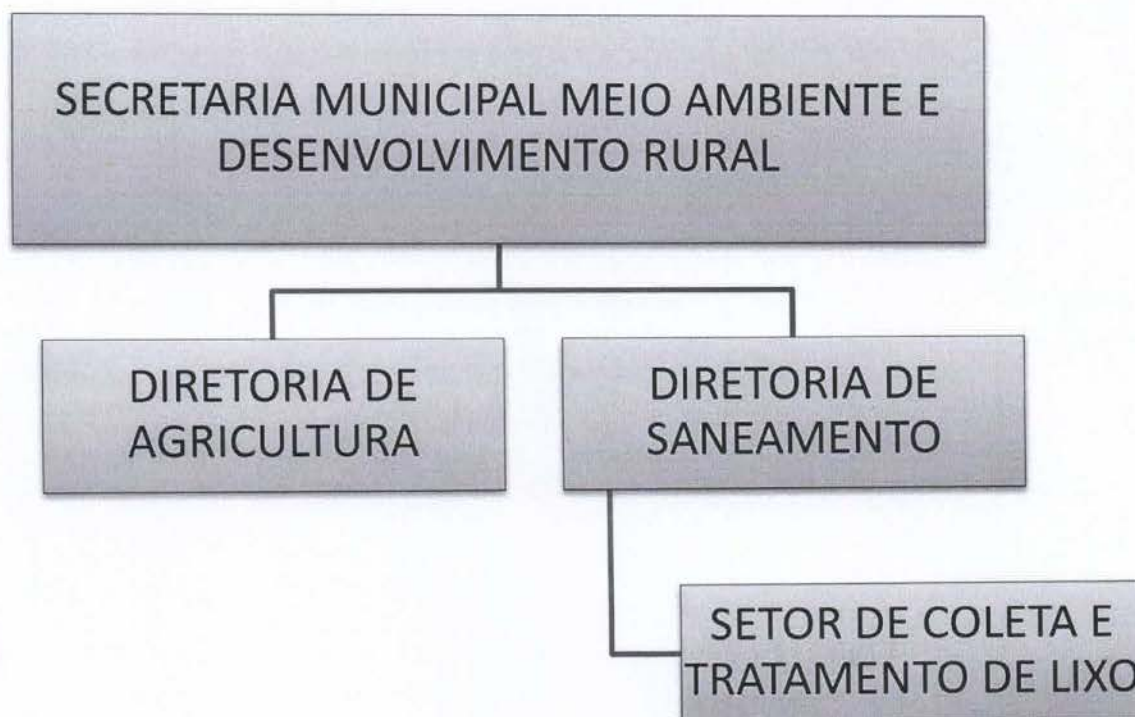 SECRETARIA MUNICIPAL MEIO AMBIENTE E
DESENVOLVIMENTO RURAL
DIRETORIA DE
AGRICULTURA
DIRETORIA DE
SANEAMENTO
SETOR DE COLETA E
TRATAMENTO DE LIXO